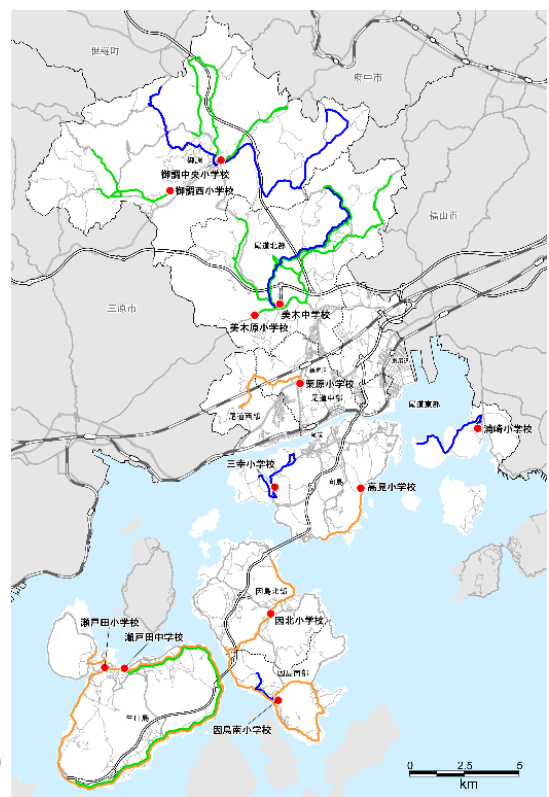 世羅町
府中市
御調
御調中央小学校
御調西小学校
福山市
尾道北部
三原市
美木中学校
美木原小学校
栗原小学校
尾道中部
尾道西部
尾道東部
浦崎小学校
三幸小学校
向島
高見小学校
因島北部
因北小学校
瀬戸田小学校
瀬戸田中学校
因島南部
生口島
因島南小学校
0 2.5 5
km